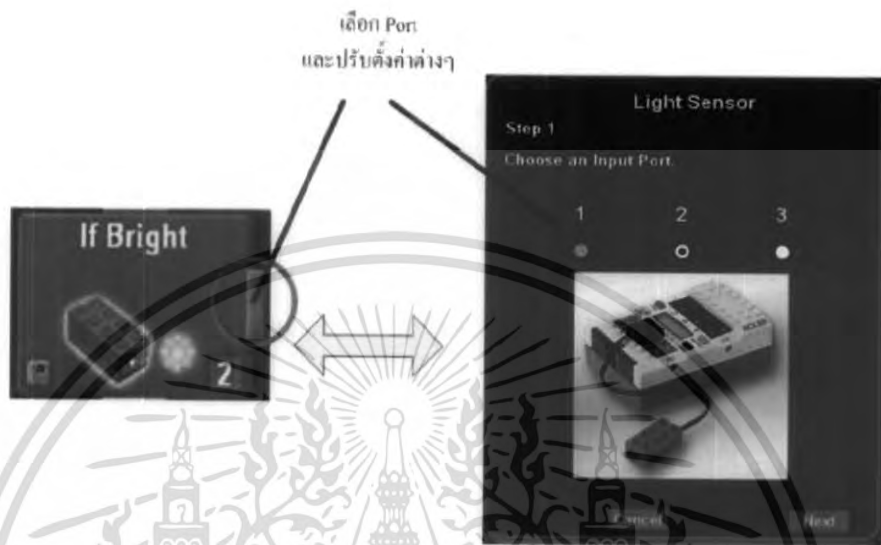 เลือก Port
และปรับตั้งค่าต่างๆ
Light Sensor
Step 1
Choose an Input Port.
1 2 3
If Bright
2
Cancel Next